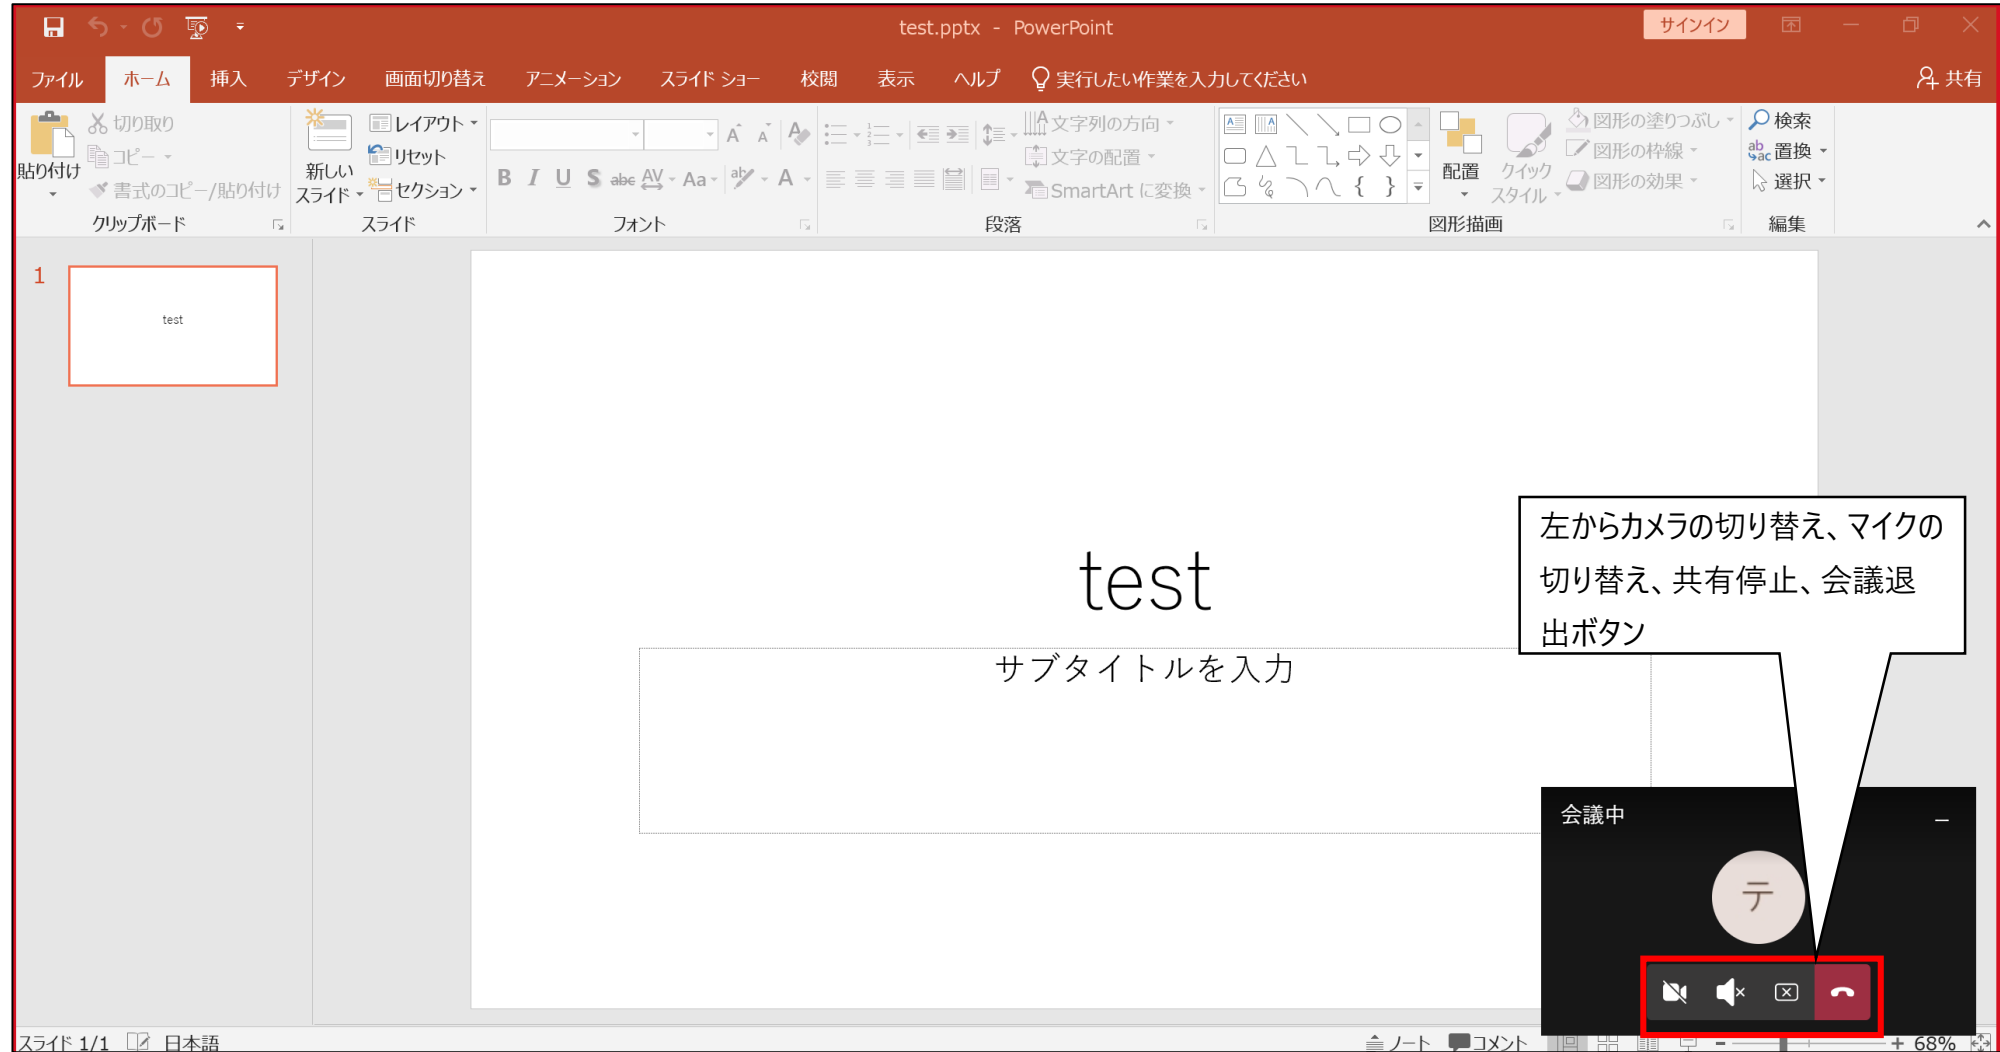 test.pptx - PowerPoint
サインイン
ファイル ホーム 挿入 デザイン 画面切り替え アニメーション スライド ショー 校閲 表示 ヘルプ 実行したい作業を入力してください 共有
貼り付け
切り取り
コピー
書式のコピー/貼り付け
クリップボード
新しい
スライド
レイアウト
リセット
セクション
スライド
B I U S abc AV Aa A
フォント
文字列の方向
文字の配置
SmartArt に変換
段落
配置
クイック
スタイル
図形の塗りつぶし
図形の枠線
図形の効果
図形描画
検索
置換
選択
編集
1
test
test
サブタイトルを入力
左からカメラの切り替え、マイクの
切り替え、共有停止、会議退
出ボタン
会議中
テ
スライド 1/1 日本語 ノート コメント 68%